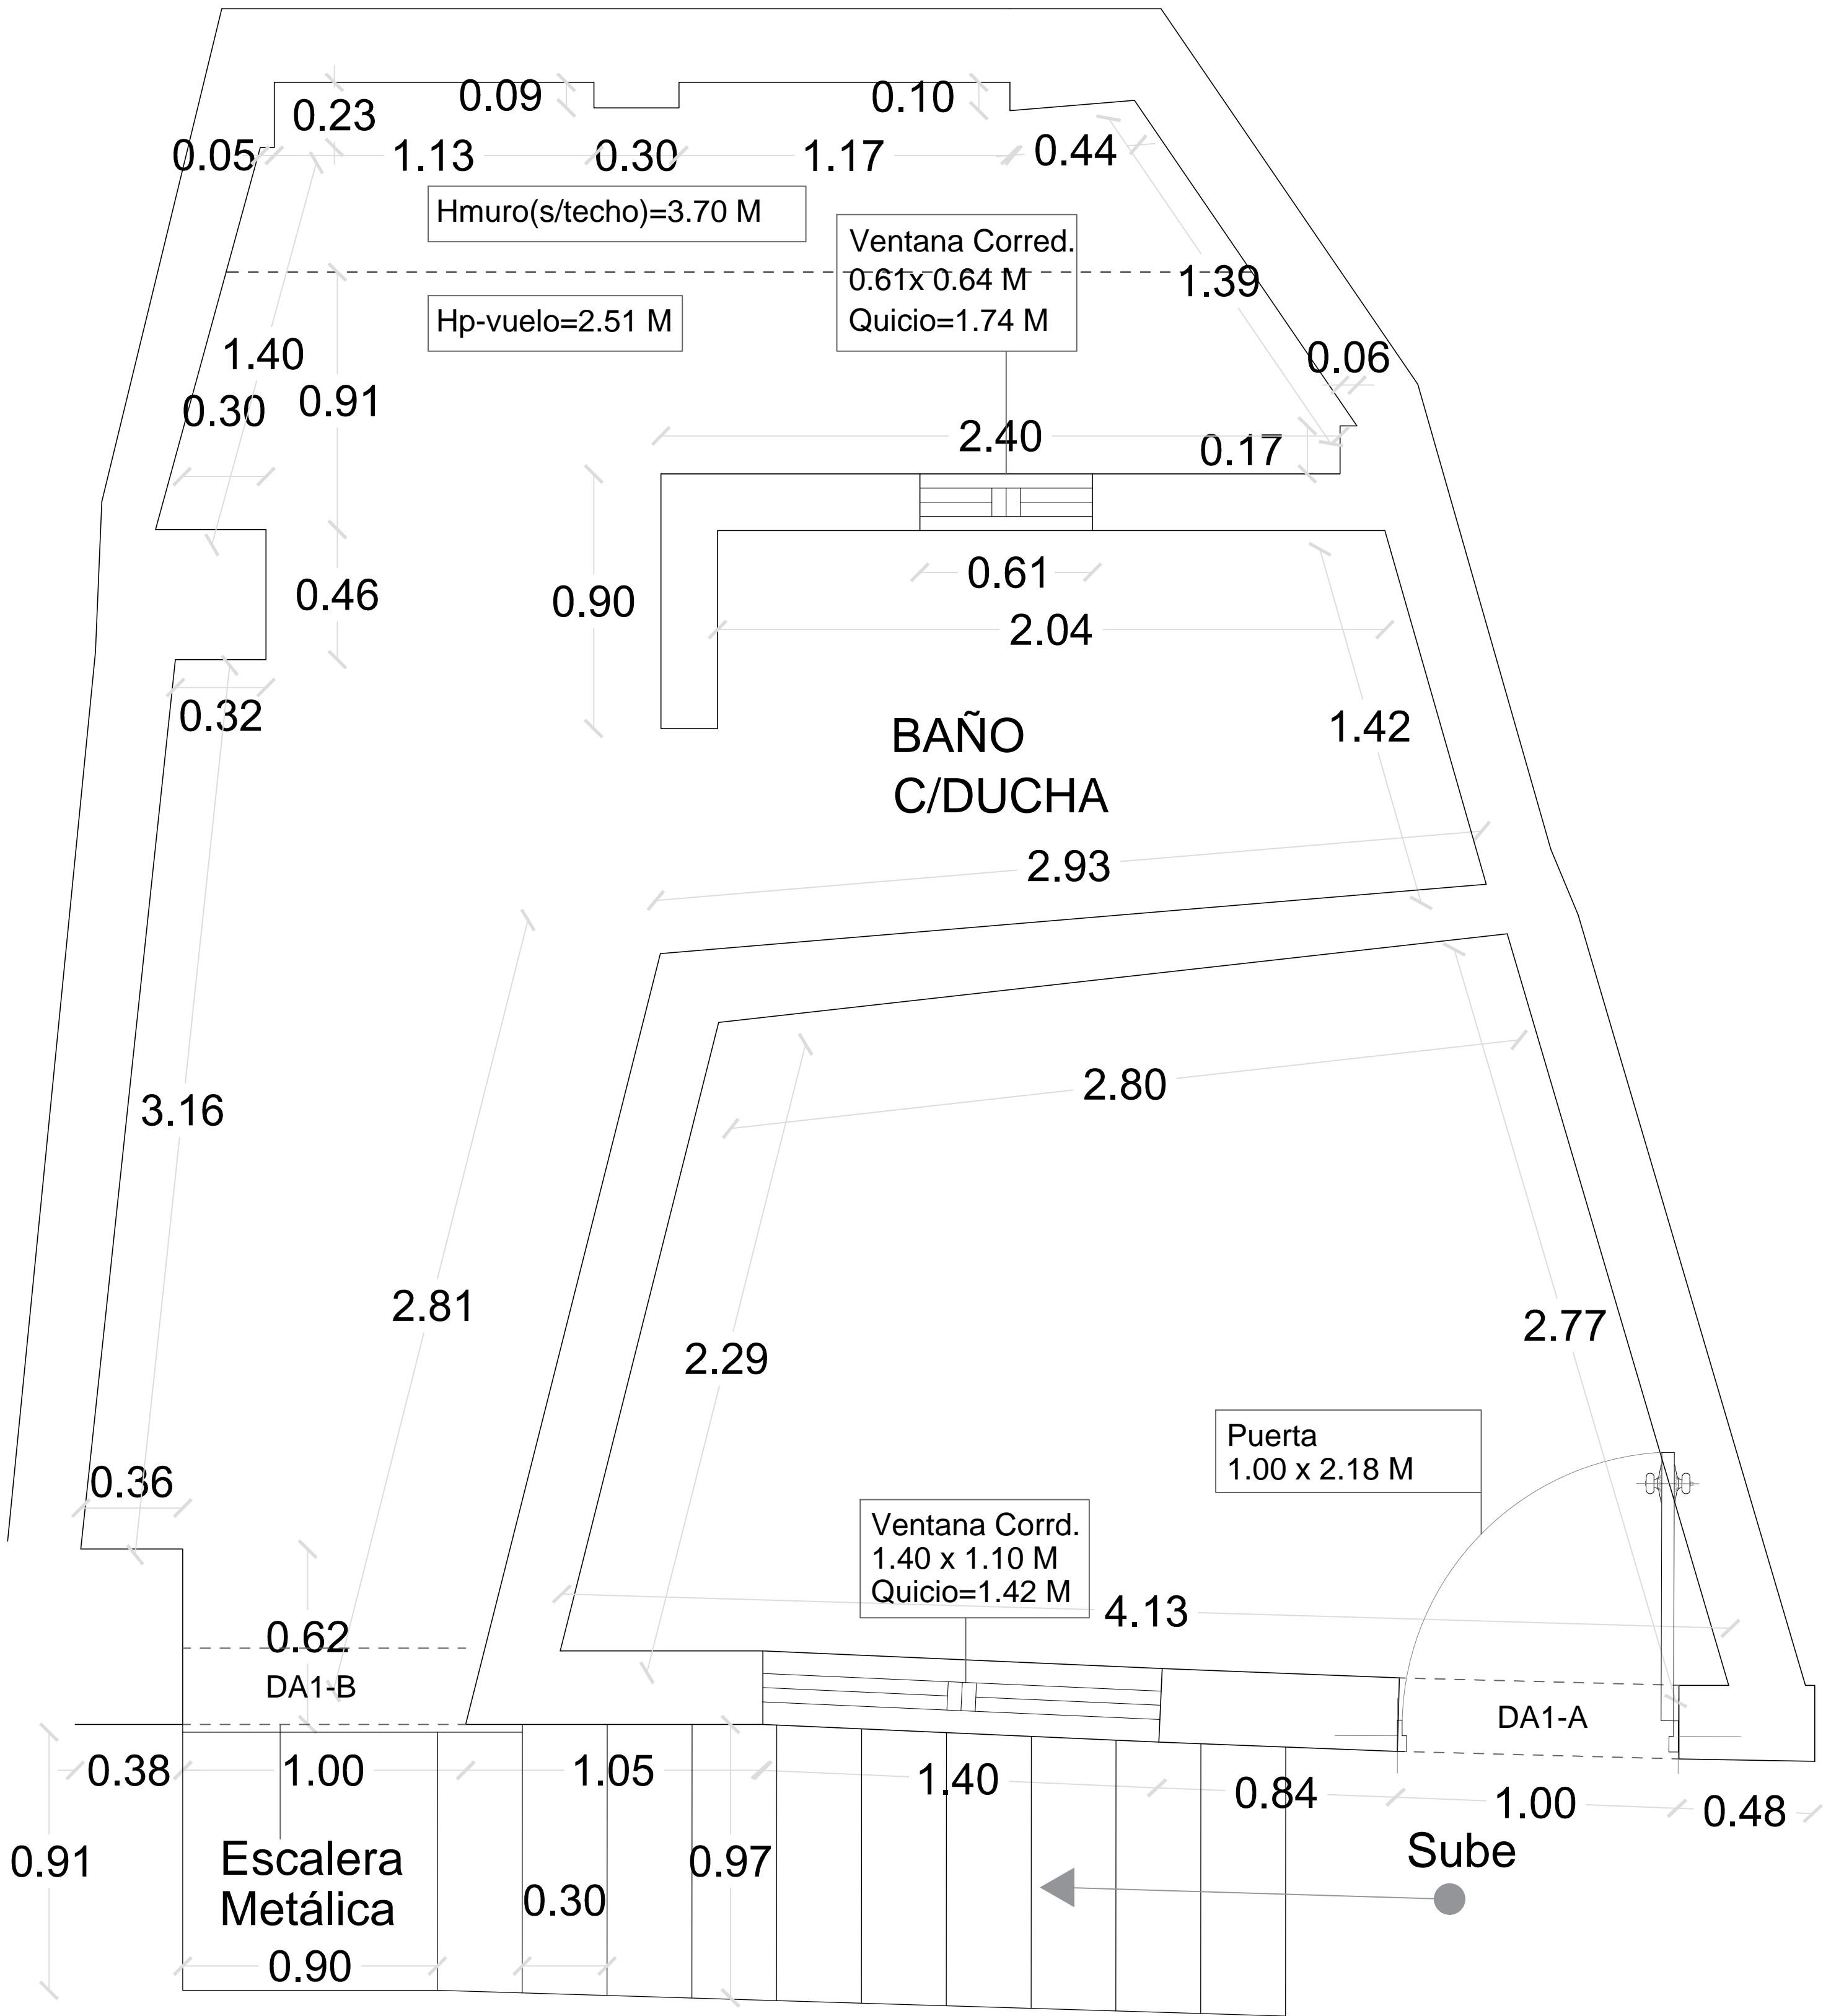 0.09
0.10
0.23
0.05
1.13
0.30
1.17
0.44
Hmuro(s/techo)=3.70 M
Ventana Corred.
0.61x 0.64 M
Quicio=1.74 M
1.39
Hp-vuelo=2.51 M
1.40
0.06
0.30
0.91
2.40
0.17
0.61
0.46
0.90
2.04
0.32
BAÑO
C/DUCHA
1.42
2.93
2.80
3.16
2.81
2.77
2.29
Puerta
1.00 x 2.18 M
0.36
Ventana Corrd.
1.40 x 1.10 M
Quicio=1.42 M
4.13
0.62
DA1-B
DA1-A
0.38
1.00
1.05
1.40
0.84
1.00
0.48
0.91
Escalera
Metálica
0.97
Sube
0.30
0.90